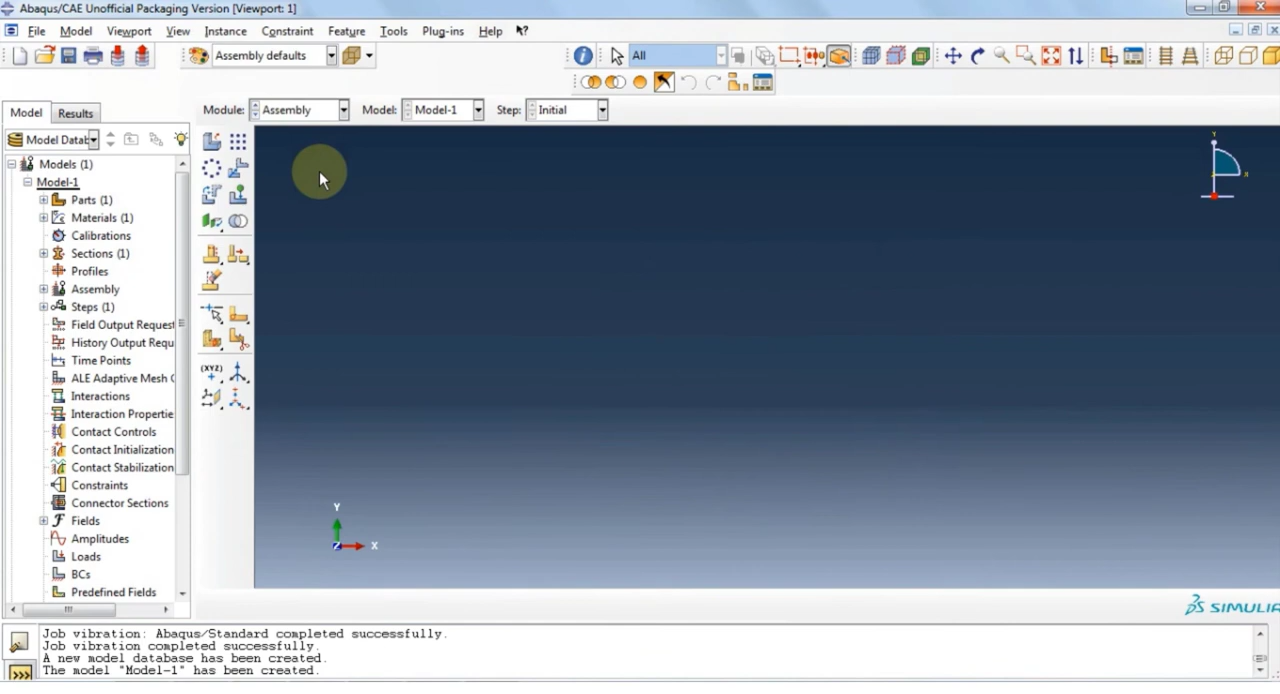 Abaqus/CAE Unofficial Packaging Version [Viewport: 1]
File Model Viewport View Instance Constraint Feature Tools Plug-ins Help
Assembly defaults All
Model Results Module: Assembly Model: Model-1 Step: Initial
Model Datab
Models (1)
Model-1
Parts (1)
Materials (1)
Calibrations
Sections (1)
Profiles
Assembly
Steps (1)
Field Output Request
History Output Requ
Time Points
ALE Adaptive Mesh C
Interactions
Interaction Propertie
Contact Controls
Contact Initialization
Contact Stabilization
Constraints
Connector Sections
Fields
Amplitudes
Loads
BCs
Predefined Fields
(XYZ)
Y
X
Z
Y
SIMULIA
Job vibration: Abaqus/Standard completed successfully.
Job vibration completed successfully.
A new model database has been created.
The model "Model-1" has been created.
>>>